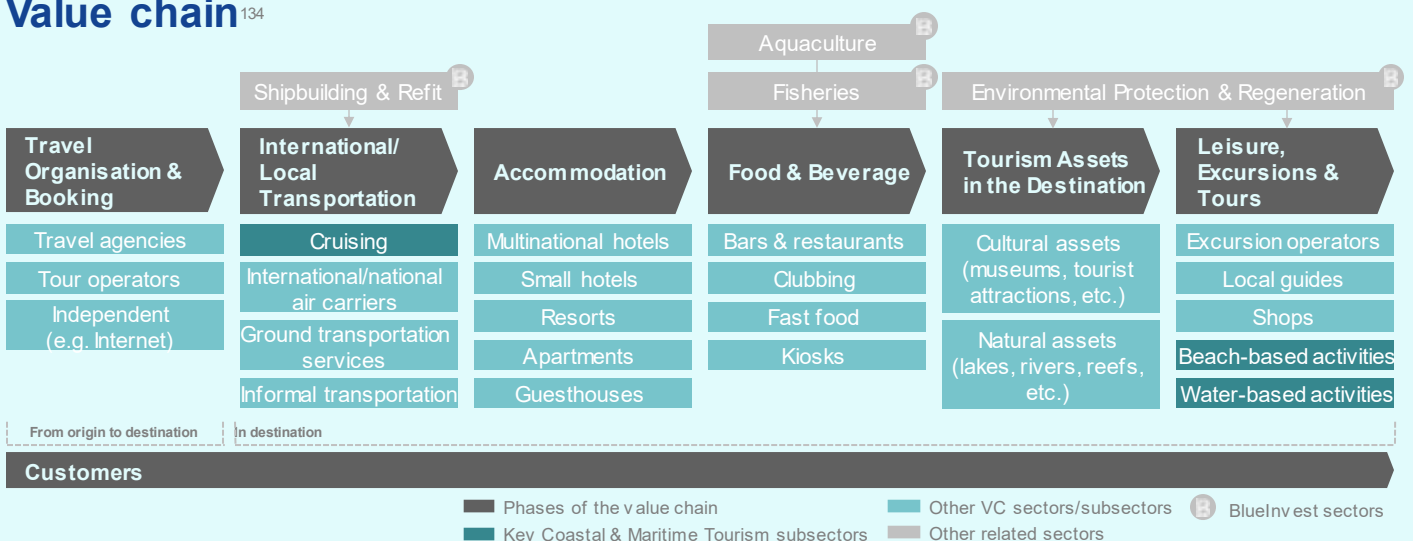 Value chain134
Aquaculture
Shipbuilding & Refit
Fisheries
Environmental Protection & Regeneration
Travel
Organisation &
Booking
International/
Local
Transportation
Accommodation
Food & Beverage
Tourism Assets
in the Destination
Leisure,
Excursions &
Tours
Travel agencies
Tour operators
Independent
(e.g. Internet)
Cruising
International/national
air carriers
Ground transportation
services
Informal transportation
Multinational hotels
Small hotels
Resorts
Apartments
Guesthouses
Bars & restaurants
Clubbing
Fast food
Kiosks
Cultural assets
(museums, tourist
attractions, etc.)
Natural assets
(lakes, rivers, reefs,
etc.)
Excursion operators
Local guides
Shops
Beach-based activities
Water-based activities
From origin to destination
In destination
Customers
Phases of the value chain
Key Coastal & Maritime Tourism subsectors
Other VC sectors/subsectors
Other related sectors
B
BlueInvest sectors